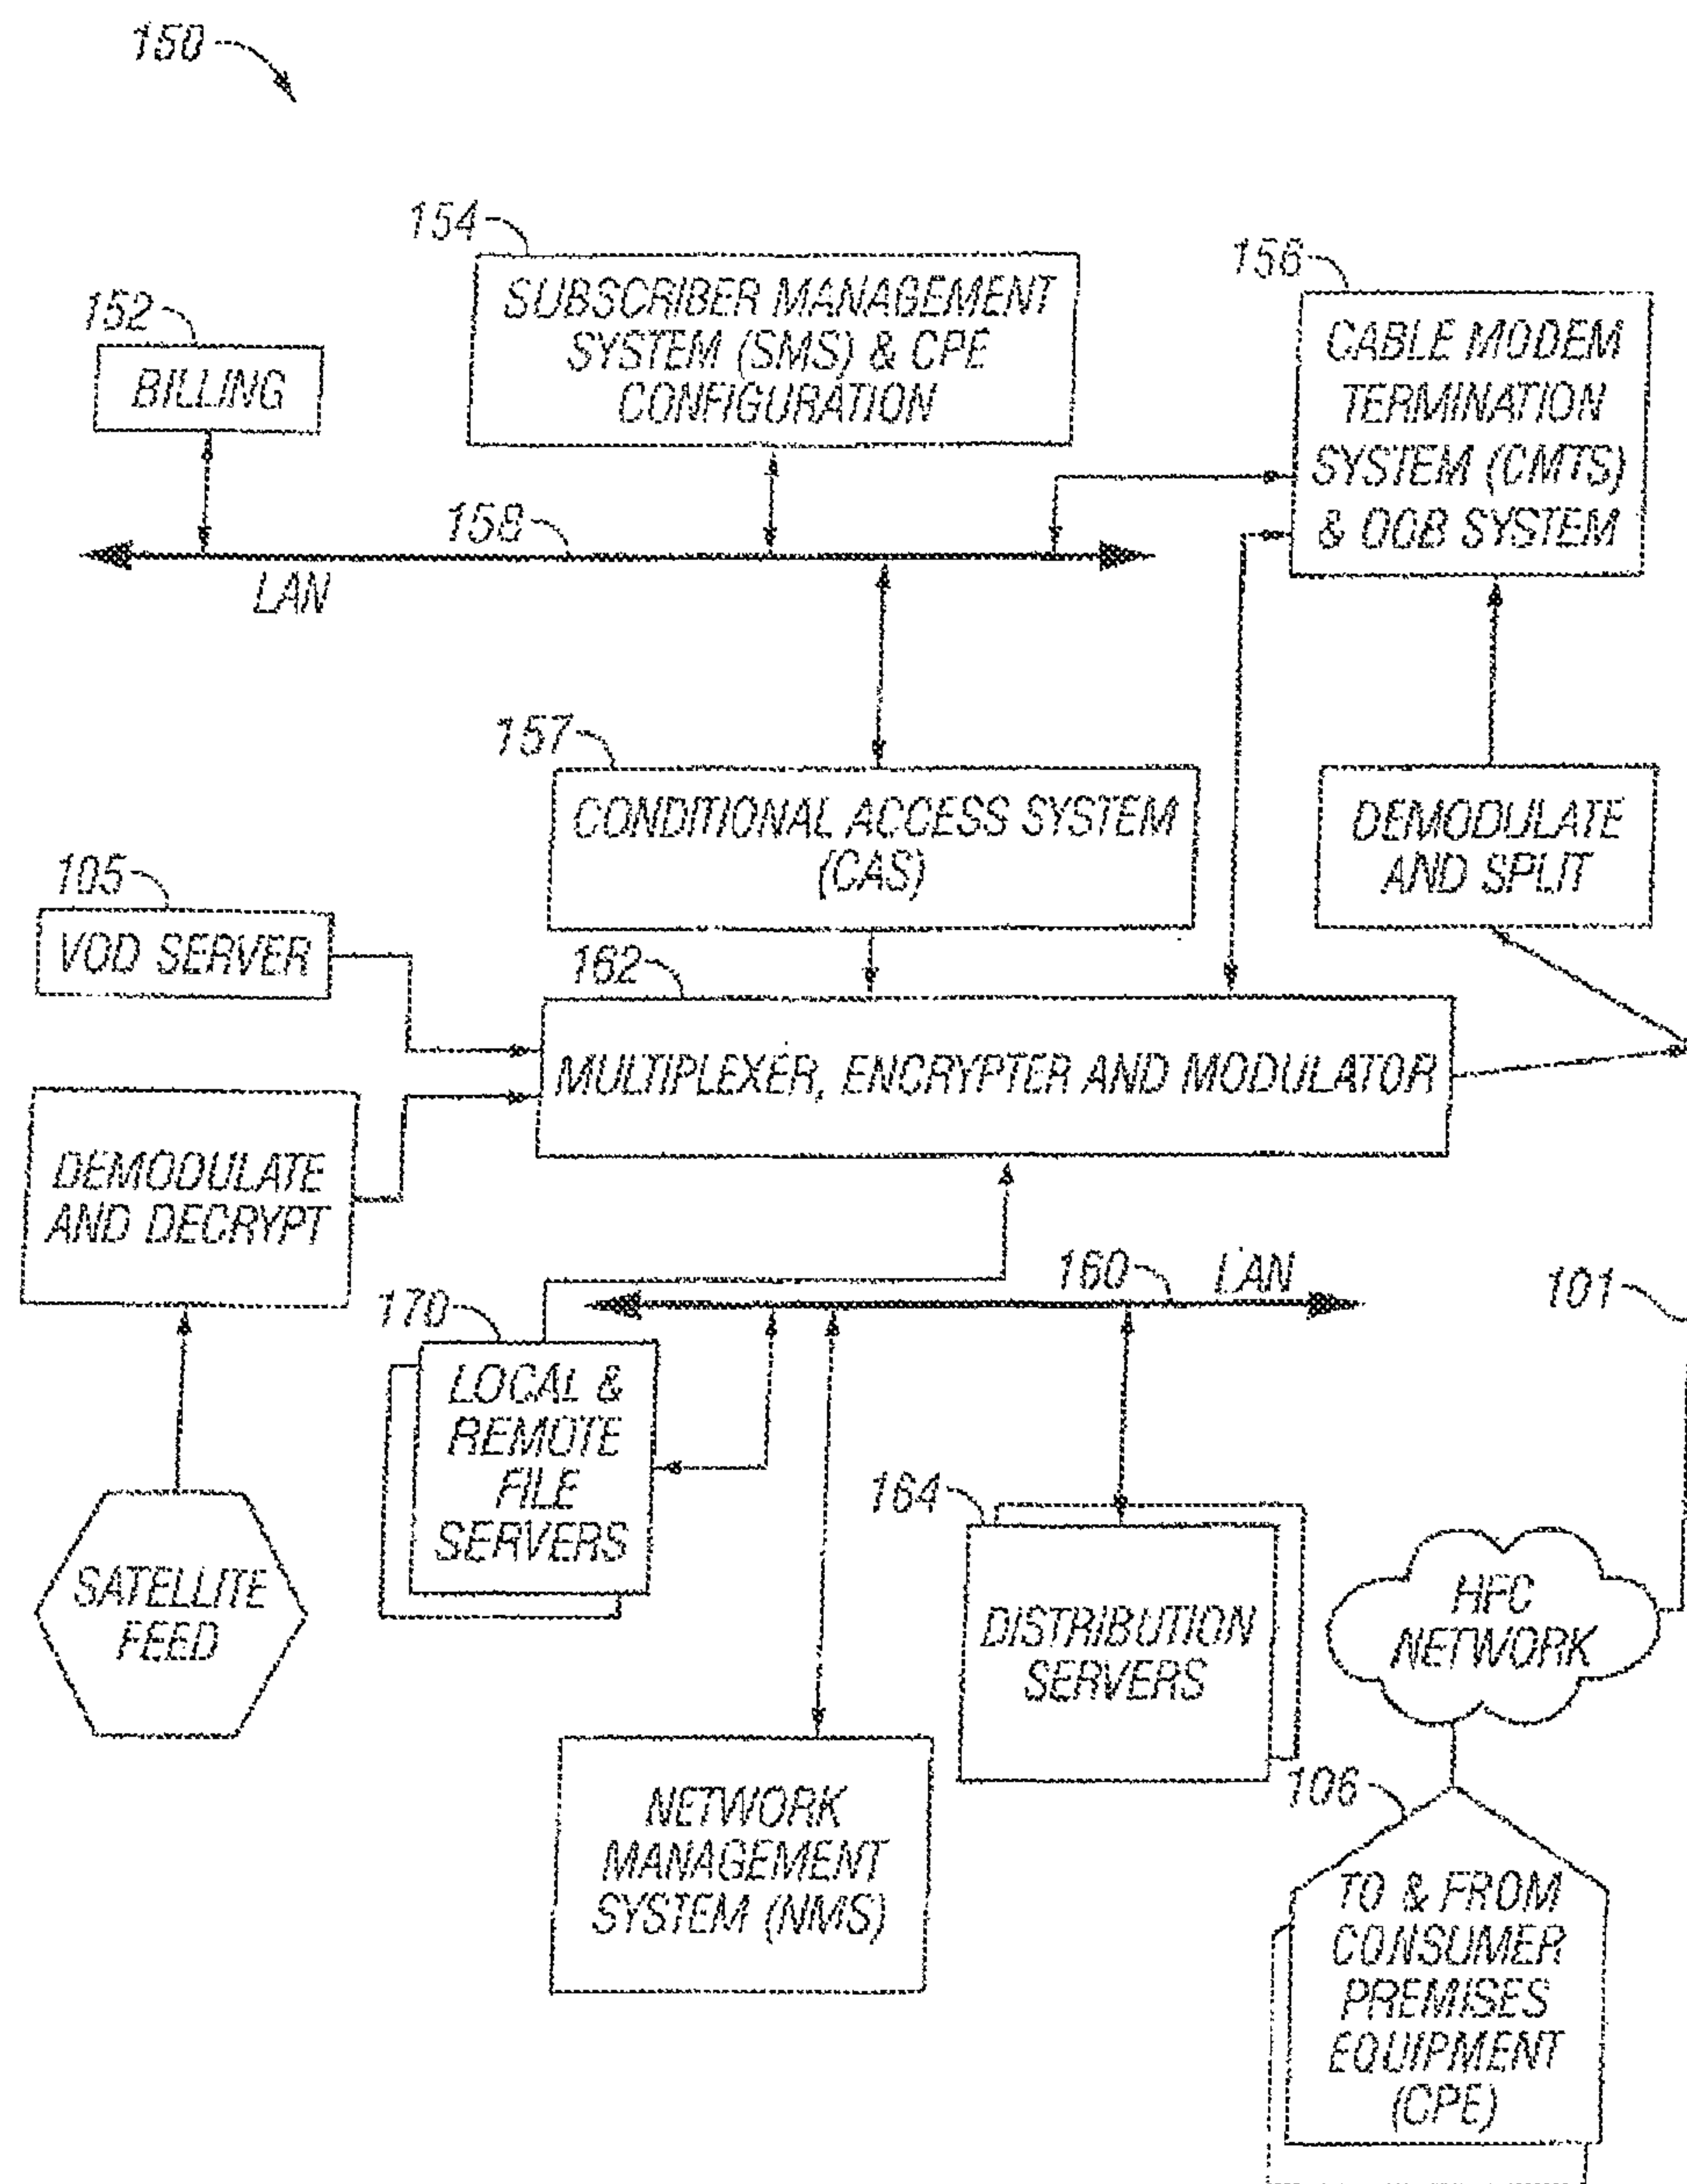 150
154
SUBSCRIBER MANAGEMENT
SYSTEM (SMS) & CPE
CONFIGURATION
156
CABLE MODEM
TERMINATION
SYSTEM (CMTS)
& OOB SYSTEM
152
BILLING
158
LAN
157
CONDITIONAL ACCESS SYSTEM
(CAS)
DEMODULATE
AND SPLIT
105
VOD SERVER
162
MULTIPLEXER, ENCRYPTER AND MODULATOR
DEMODULATE
AND DECRYPT
160
LAN
101
170
LOCAL &
REMOTE
FILE
SERVERS
164
DISTRIBUTION
SERVERS
SATELLITE
FEED
HFC
NETWORK
NETWORK
MANAGEMENT
SYSTEM (NMS)
106
TO & FROM
CONSUMER
PREMISES
EQUIPMENT
(CPE)